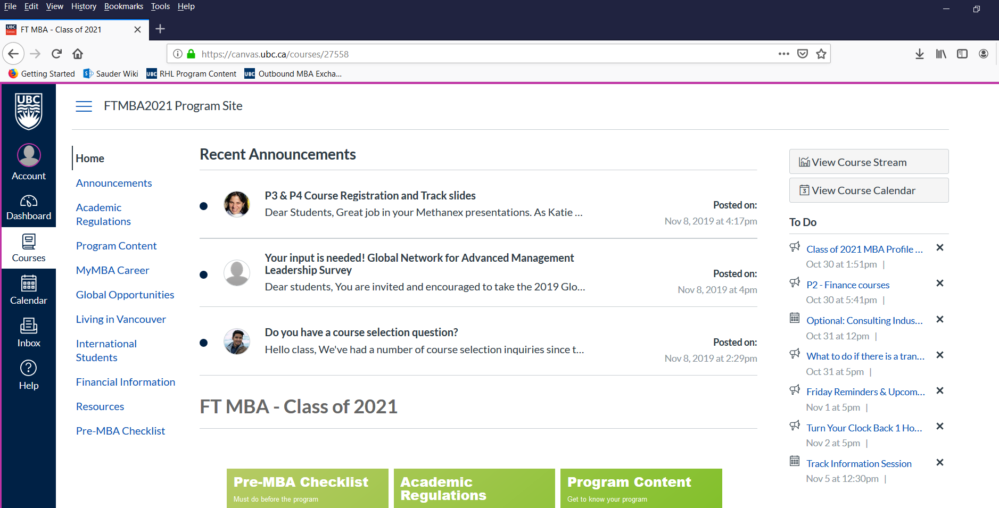 File Edit View History Bookmarks Tools Help
UBC Canvas FT MBA - Class of 2021
https://canvas.ubc.ca/courses/27558
Getting Started Sauder Wiki UBC RHL Program Content UBC Outbound MBA Excha...
UBC
Account
Dashboard
Courses
Calendar
Inbox
Help
FTMBA2021 Program Site
Home
Announcements
Academic
Regulations
Program Content
MyMBA Career
Global Opportunities
Living in Vancouver
International
Students
Financial Information
Resources
Pre-MBA Checklist
Recent Announcements
P3 & P4 Course Registration and Track slides
Dear Students, Great job in your Methanex presentations. As Katie ...
Posted on:
Nov 8, 2019 at 4:17pm
Your input is needed! Global Network for Advanced Management
Leadership Survey
Dear students, You are invited and encouraged to take the 2019 Glo...
Posted on:
Nov 8, 2019 at 4pm
Do you have a course selection question?
Hello class, We've had a number of course selection inquiries since t...
Posted on:
Nov 8, 2019 at 2:29pm
FT MBA - Class of 2021
Pre-MBA Checklist
Must do before the program
Academic
Regulations
Program Content
Get to know your program
View Course Stream
3 View Course Calendar
To Do
Class of 2021 MBA Profile ...
Oct 30 at 1:51pm |
P2 - Finance courses
Oct 30 at 5:41pm |
Optional: Consulting Indus...
Oct 31 at 12pm |
What to do if there is a tran...
Oct 31 at 5pm |
Friday Reminders & Upcom...
Nov 1 at 5pm |
Turn Your Clock Back 1 Ho...
Nov 2 at 5pm |
Track Information Session
Nov 5 at 12:30pm |